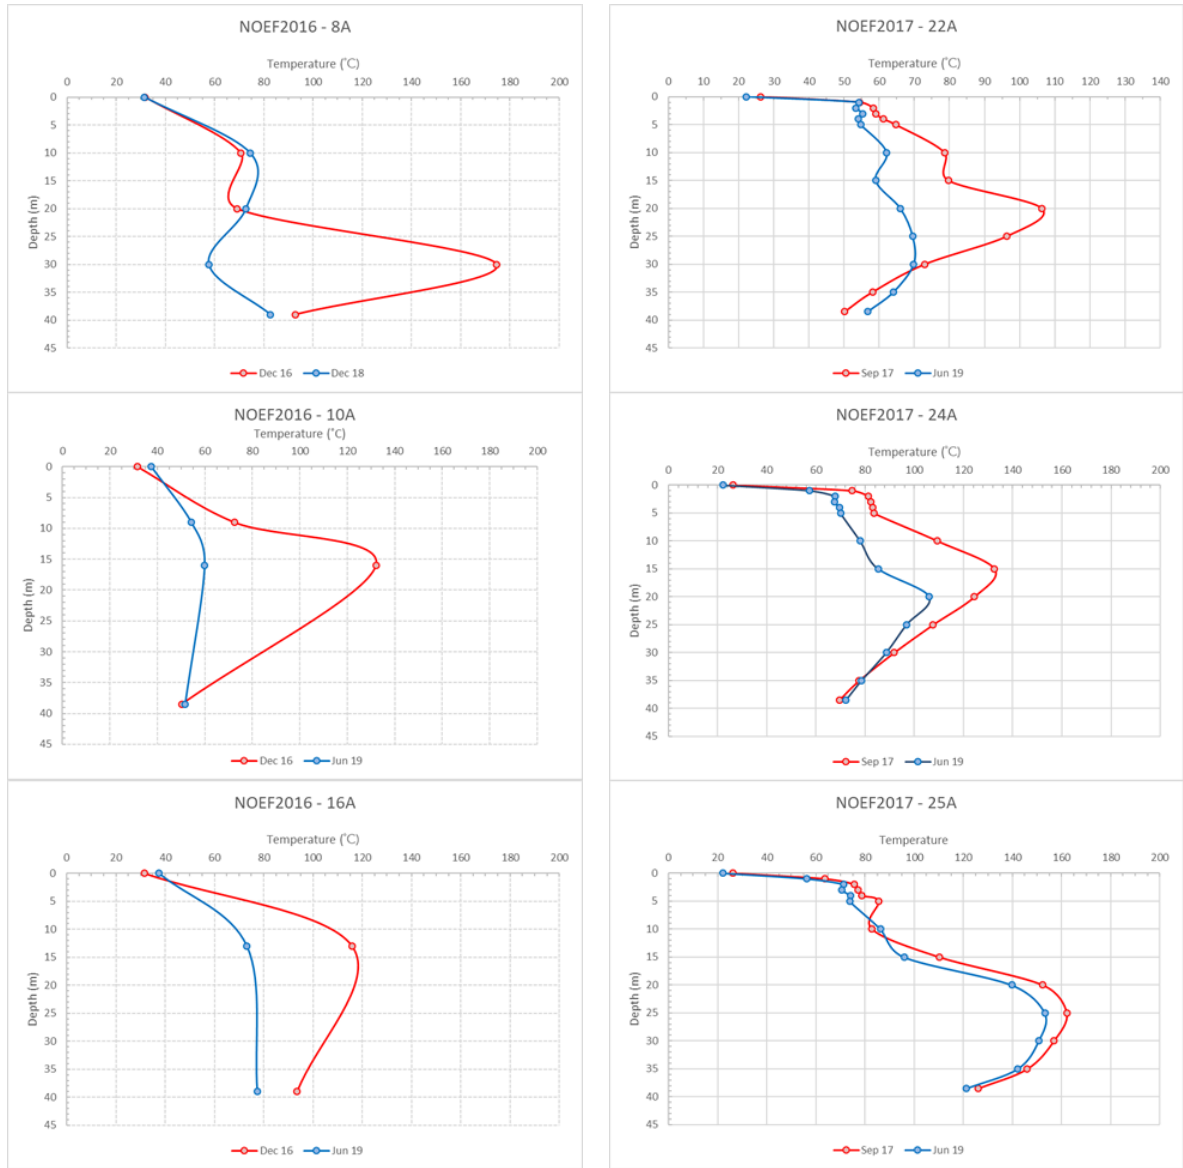 NOEF2016 - 8A
Temperature (°C)
0 20 40 60 80 100 120 140 160 180 200
0
5
10
15
20
25
30
35
40
45
Depth (m)
Dec 16 Dec 18
NOEF2017 - 22A
Temperature (°C)
0 10 20 30 40 50 60 70 80 90 100 110 120 130 140
0
5
10
15
20
25
30
35
40
45
Depth (m)
Sep 17 Jun 19
NOEF2016 - 10A
Temperature (°C)
0 20 40 60 80 100 120 140 160 180 200
0
5
10
15
20
25
30
35
40
45
Depth (m)
Dec 16 Jun 19
NOEF2017 - 24A
Temperature (°C)
0 20 40 60 80 100 120 140 160 180 200
0
5
10
15
20
25
30
35
40
45
Depth (m)
Sep 17 Jun 19
NOEF2016 - 16A
Temperature (°C)
0 20 40 60 80 100 120 140 160 180 200
0
5
10
15
20
25
30
35
40
45
Depth (m)
Dec 16 Jun 19
NOEF2017 - 25A
Temperature
0 20 40 60 80 100 120 140 160 180 200
0
5
10
15
20
25
30
35
40
45
Depth (m)
Sep 17 Jun 19